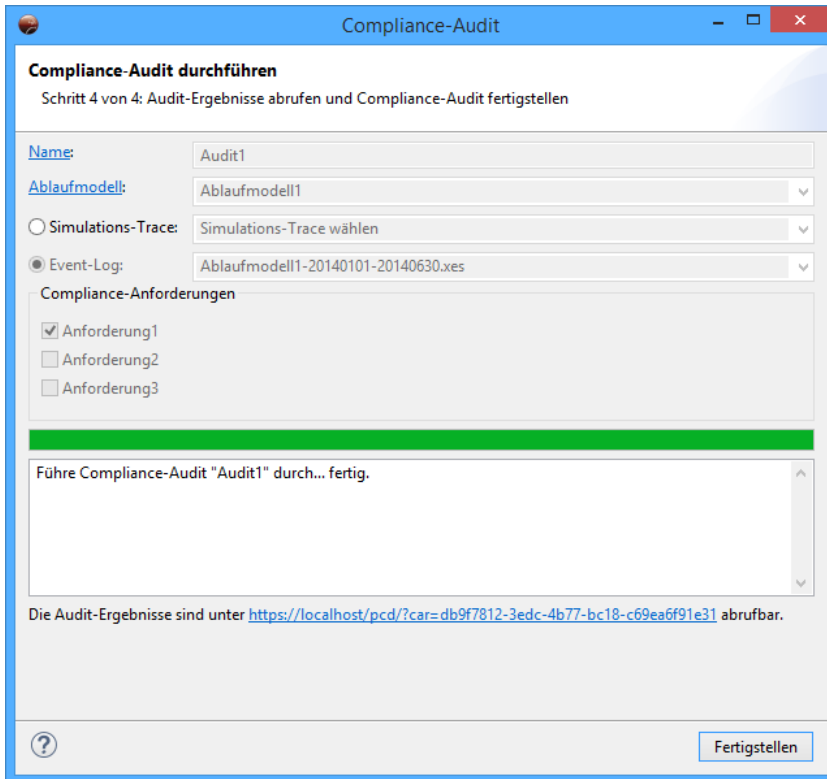 Compliance-Audit
Compliance-Audit durchführen
Schritt 4 von 4: Audit-Ergebnisse abrufen und Compliance-Audit fertigstellen
Name: Audit1
Ablaufmodell: Ablaufmodell1
Simulations-Trace: Simulations-Trace wählen
Event-Log: Ablaufmodell1-20140101-20140630.xes
Compliance-Anforderungen
Anforderung1
Anforderung2
Anforderung3
Führe Compliance-Audit "Audit1" durch... fertig.
Die Audit-Ergebnisse sind unter https://localhost/pcd/?car=db9f7812-3edc-4b77-bc18-c69ea6f91e31 abrufbar.
?
Fertigstellen